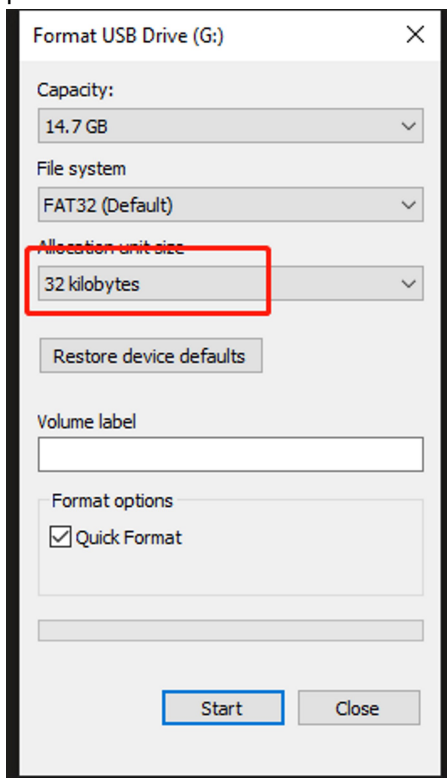 Format USB Drive (G:)
Capacity:
14.7 GB
File system
FAT32 (Default)
Allocation unit size
32 kilobytes
Restore device defaults
Volume label
Format options
Quick Format
Start Close